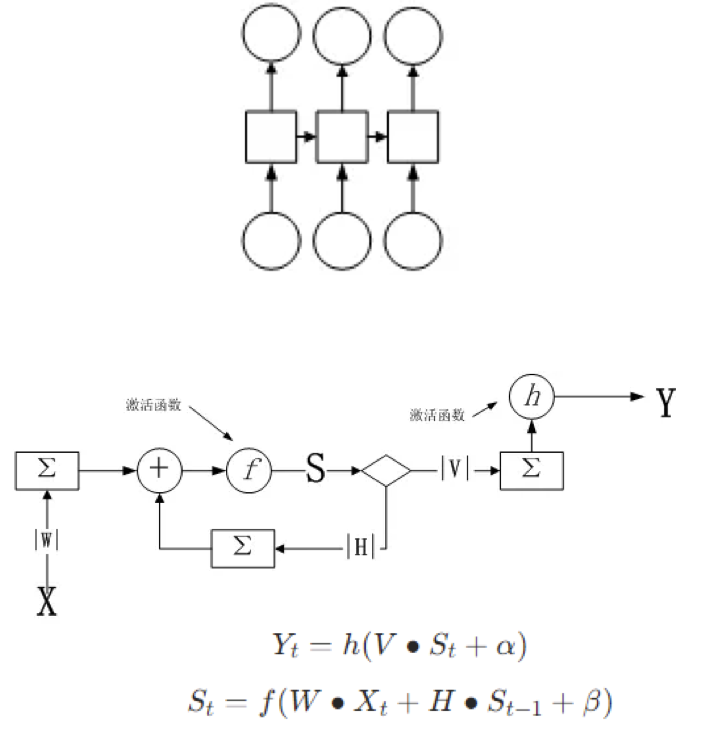 h
激活函数
激活函数
Y
Σ
+
f
S
|V|
Σ
Σ
|H|
|W|
X
Y_t = h(V • S_t + α)
S_t = f(W • X_t + H • S_{t−1} + β)